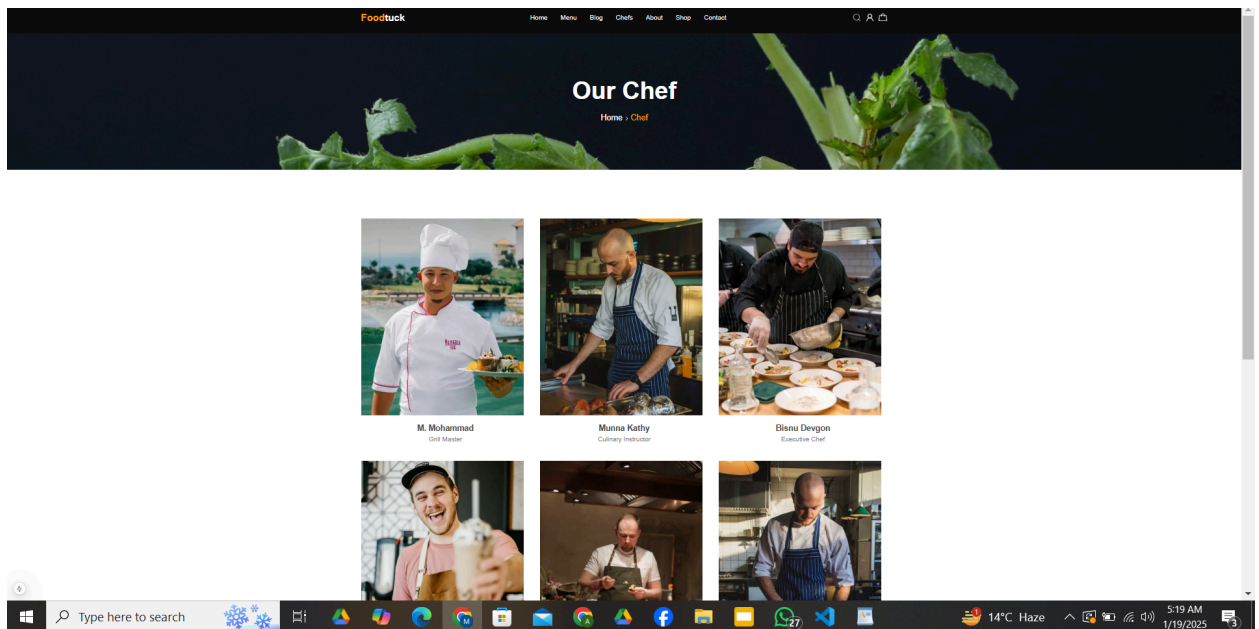 Foodtuck
Home Menu Blog Chefs About Shop Contact
Our Chef
Home › Chef
M. Mohammad
Grill Master
Munna Kathy
Culinary Instructor
Bisnu Devgon
Executive Chef
Type here to search
27
1
14°C Haze
5:19 AM
1/19/2025
3